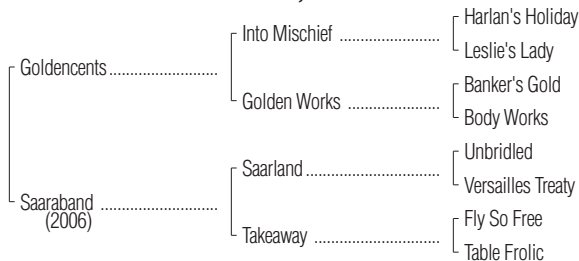 Harlan's Holiday
Into Mischief
Leslie's Lady
Goldencents
Banker's Gold
Golden Works
Body Works
Unbridled
Saarland
Versailles Treaty
Saaraband
(2006)
Fly So Free
Takeaway
Table Frolic